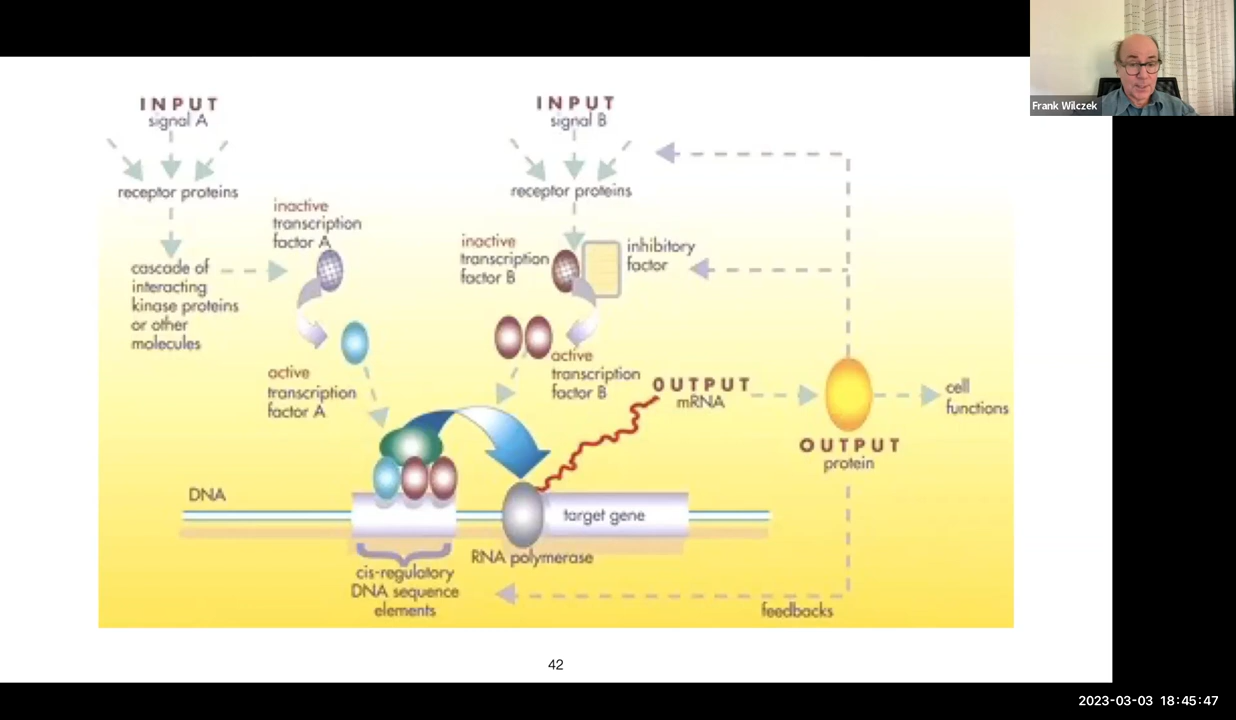 Frank Wilczek
INPUT
signal A
receptor proteins
inactive
transcription
factor A
cascade of
interacting
kinase proteins
or other
molecules
active
transcription
factor A
INPUT
signal B
receptor proteins
inactive
transcription
factor B
inhibitory
factor
active
transcription
factor B
OUTPUT
mRNA
cell
functions
OUTPUT
protein
DNA
target gene
RNA polymerase
cis-regulatory
DNA sequence
elements
feedbacks
42
2023-03-03 18:45:47